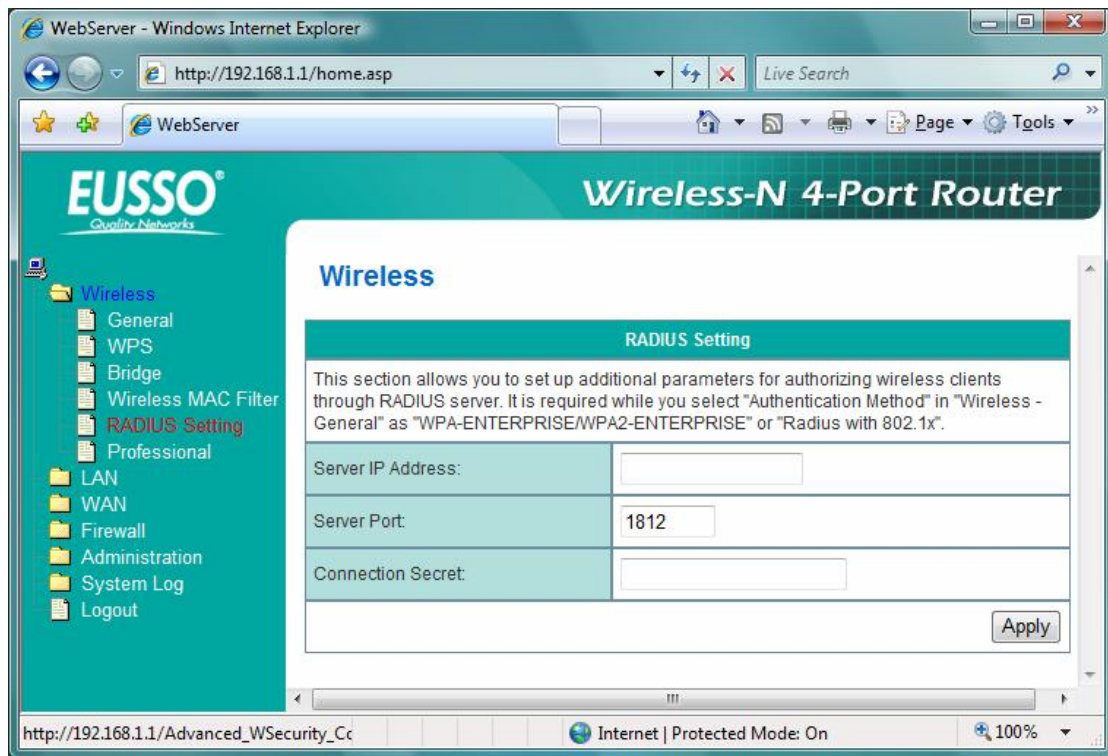 WebServer - Windows Internet Explorer
http://192.168.1.1/home.asp
Live Search
WebServer
Page
Tools
EUSSO®
Quality Networks
Wireless-N 4-Port Router
Wireless
General
WPS
Bridge
Wireless MAC Filter
RADIUS Setting
Professional
LAN
WAN
Firewall
Administration
System Log
Logout
Wireless
RADIUS Setting
This section allows you to set up additional parameters for authorizing wireless clients
through RADIUS server. It is required while you select "Authentication Method" in "Wireless -
General" as "WPA-ENTERPRISE/WPA2-ENTERPRISE" or "Radius with 802.1x".
Server IP Address:
Server Port:
1812
Connection Secret:
Apply
http://192.168.1.1/Advanced_WSecurity_Cc
Internet | Protected Mode: On
100%